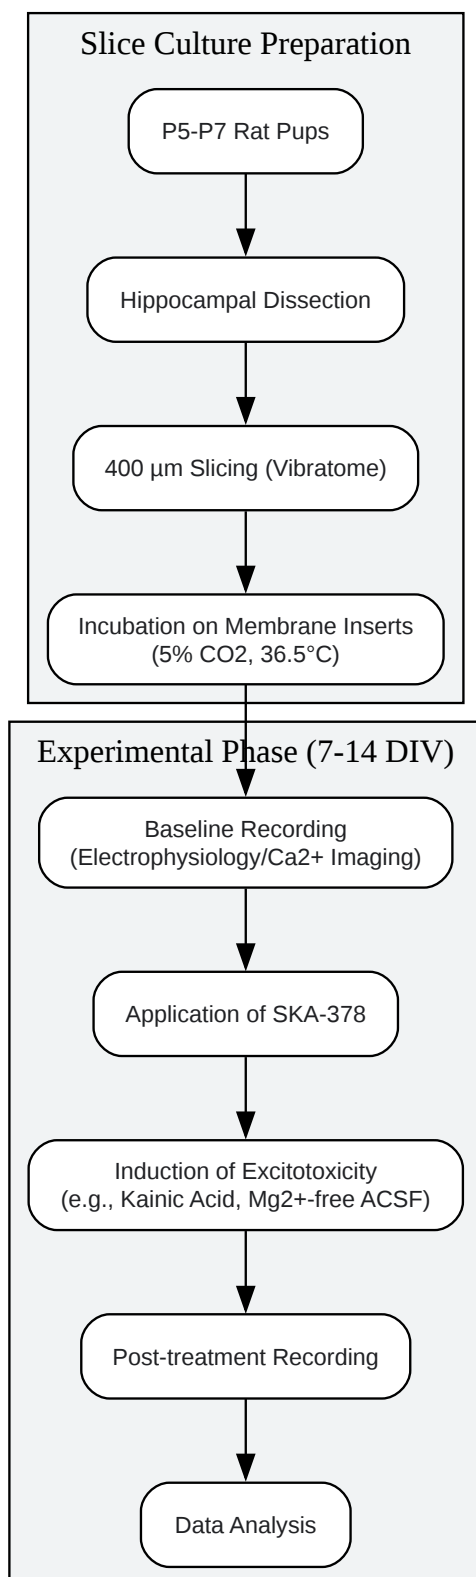 Slice Culture Preparation
P5-P7 Rat Pups
Hippocampal Dissection
400 µm Slicing (Vibratome)
Incubation on Membrane Inserts
(5% CO2, 36.5°C)
Experimental Phase (7-14 DIV)
Baseline Recording
(Electrophysiology/Ca2+ Imaging)
Application of SKA-378
Induction of Excitotoxicity
(e.g., Kainic Acid, Mg2+-free ACSF)
Post-treatment Recording
Data Analysis